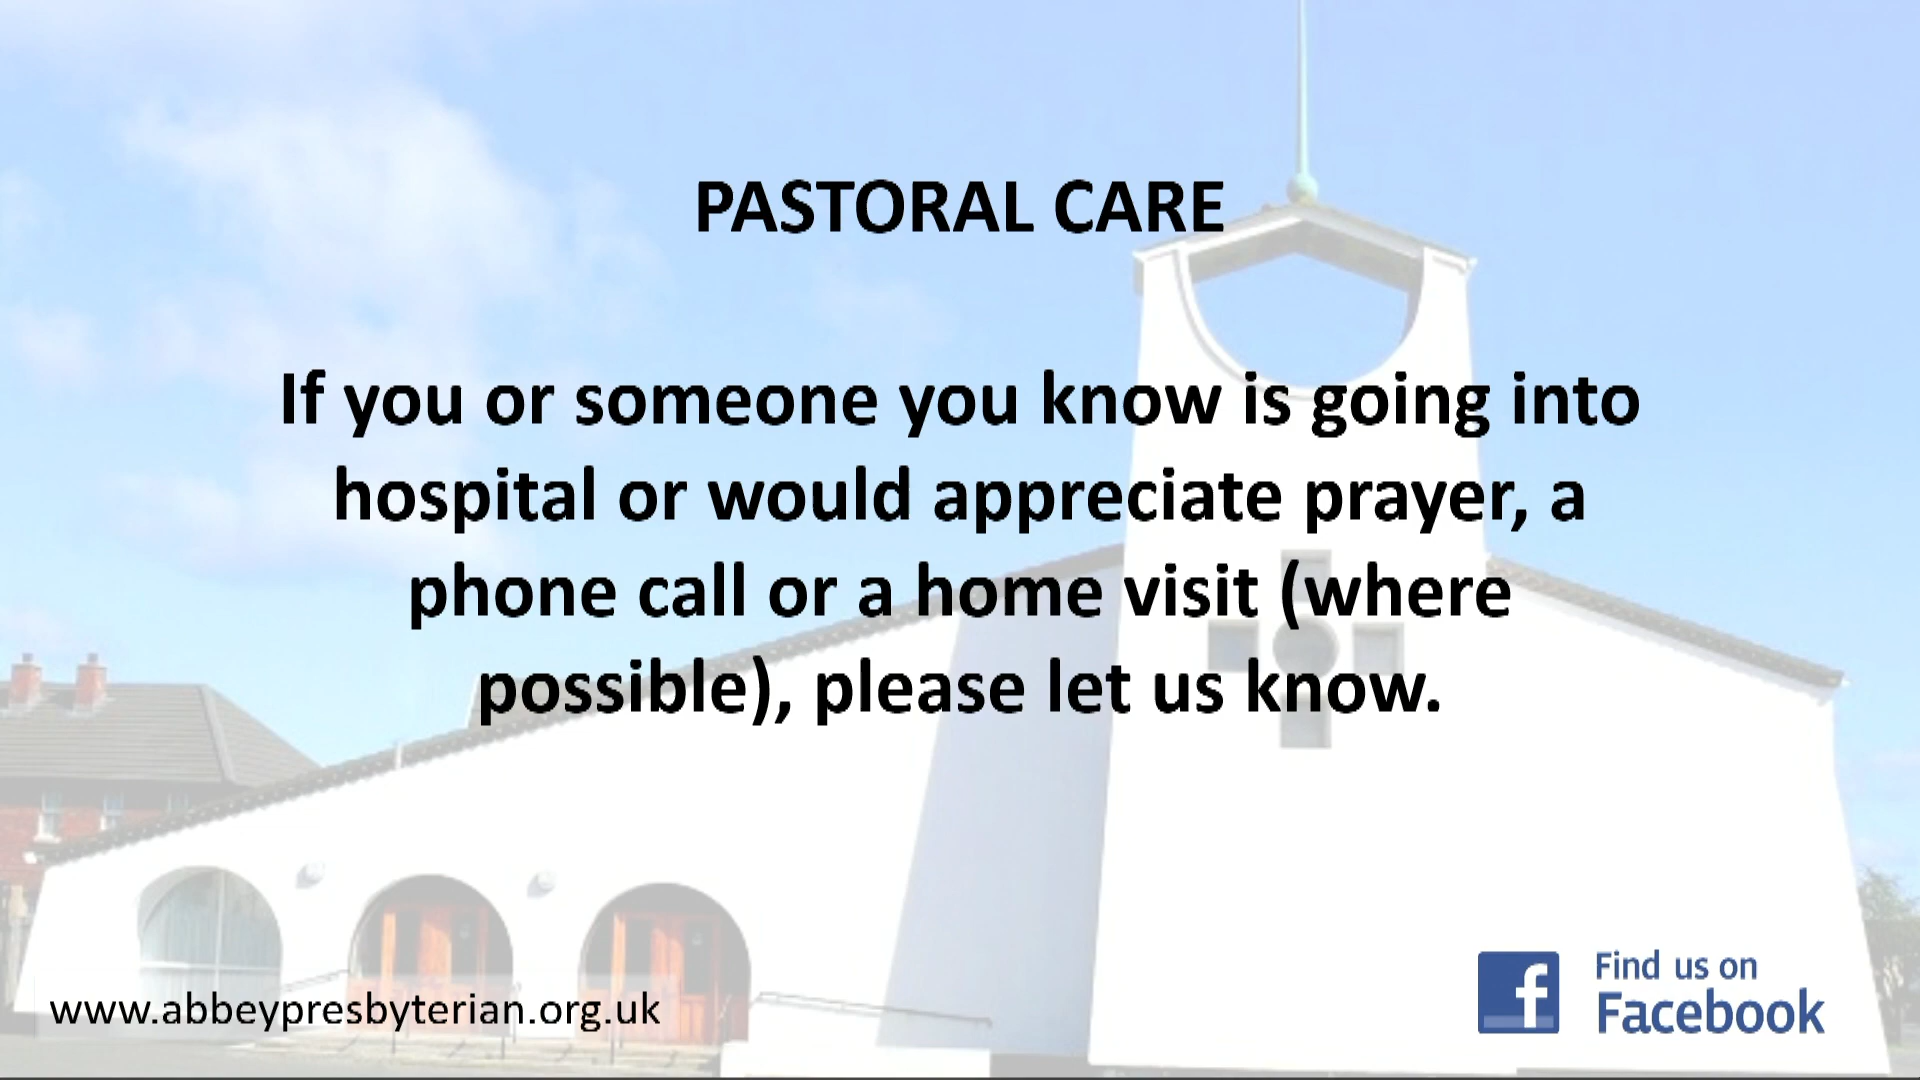 PASTORAL CARE
If you or someone you know is going into
hospital or would appreciate prayer, a
phone call or a home visit (where
possible), please let us know.
www.abbeypresbyterian.org.uk
f
Find us on
Facebook